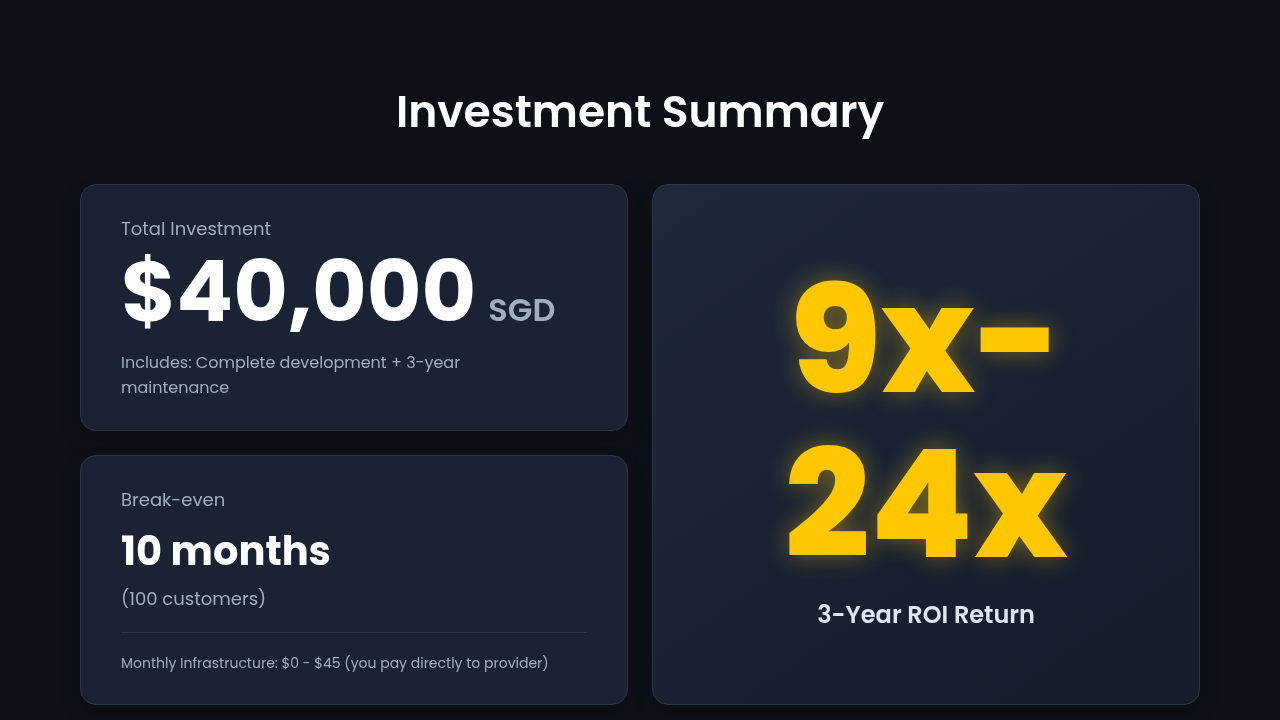 Investment Summary
Total Investment
$40,000 SGD
Includes: Complete development + 3-year
maintenance
Break-even
10 months
(100 customers)
Monthly Infrastructure: $0 - $45 (you pay directly to provider)
9x-
24x
3-Year ROI Return